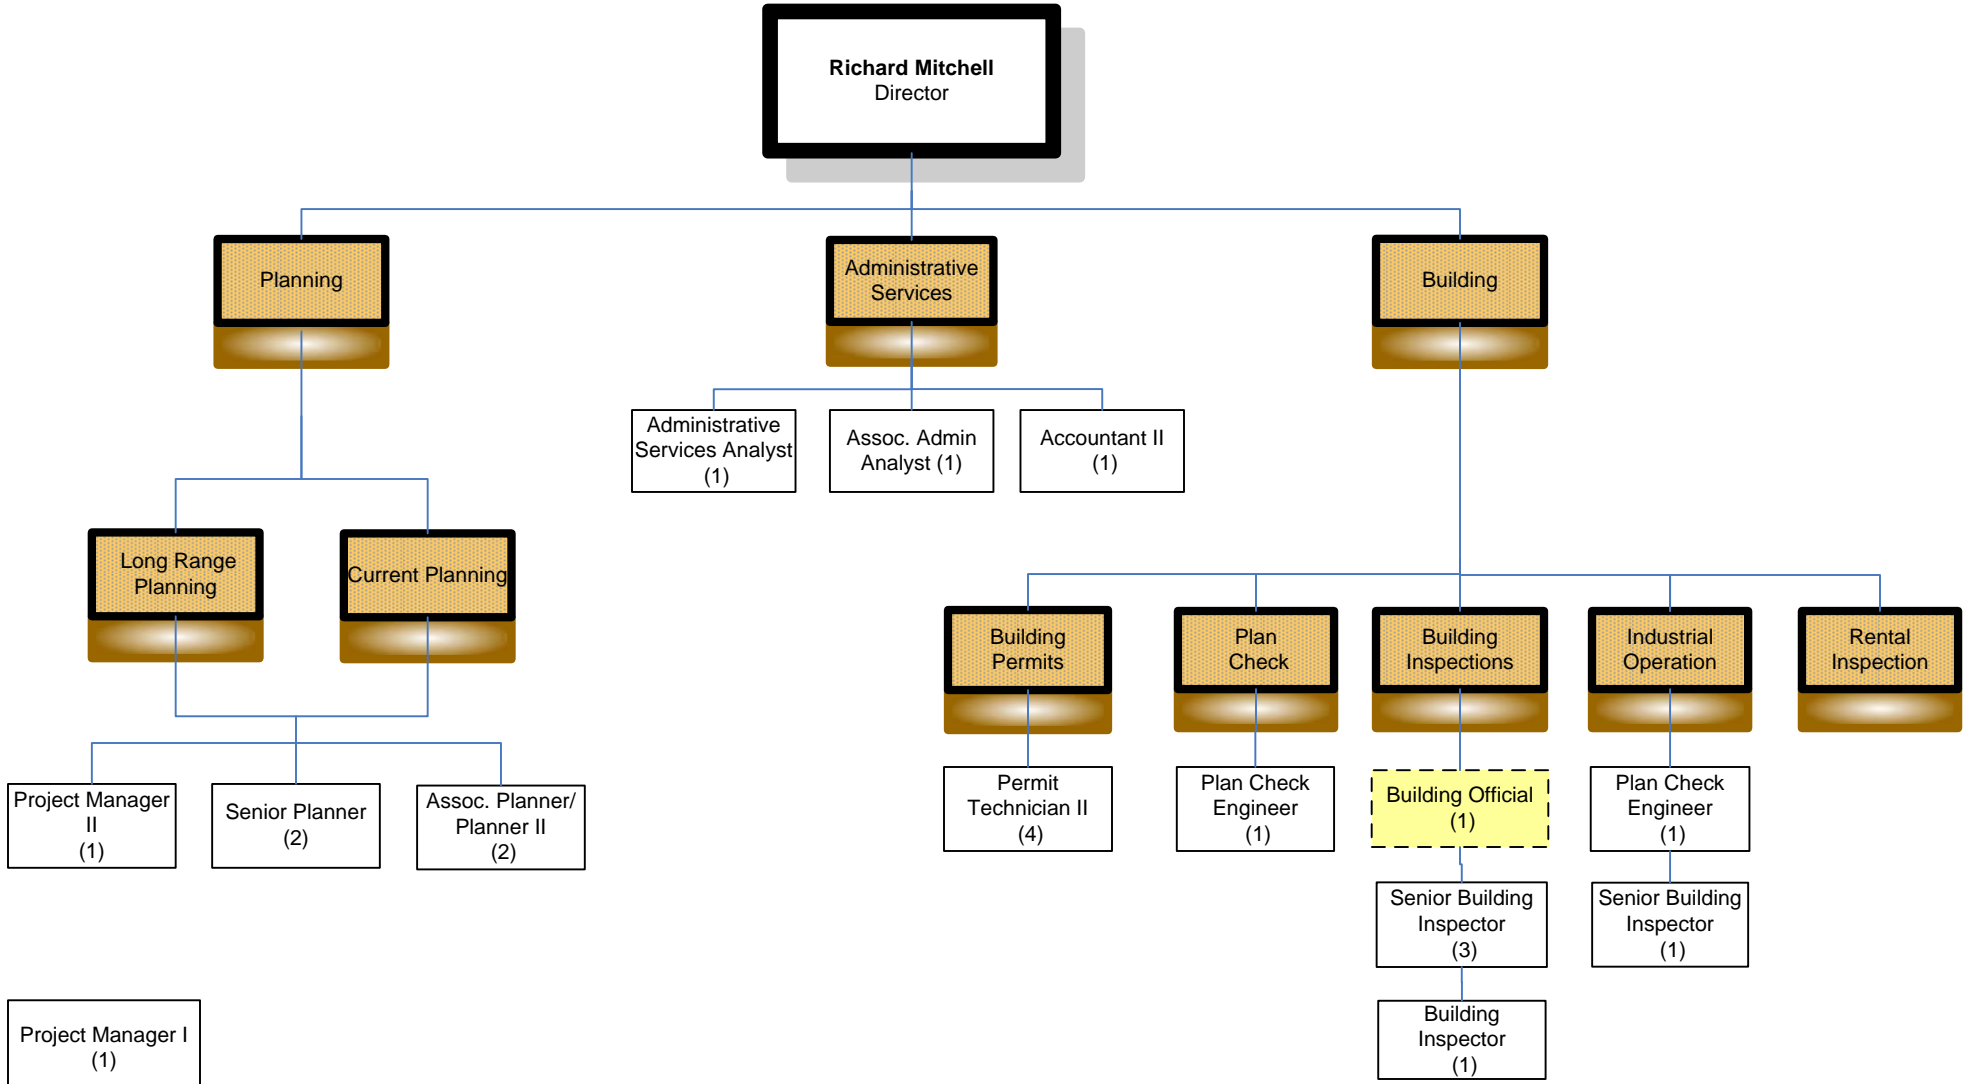 Richard Mitchell
Director
Planning
Administrative
Services
Building
Administrative
Services Analyst
(1)
Assoc. Admin
Analyst (1)
Accountant II
(1)
Long Range
Planning
Current Planning
Building
Permits
Plan
Check
Building
Inspections
Industrial
Operation
Rental
Inspection
Project Manager
II
(1)
Senior Planner
(2)
Assoc. Planner/
Planner II
(2)
Permit
Technician II
(4)
Plan Check
Engineer
(1)
Building Official
(1)
Plan Check
Engineer
(1)
Senior Building
Inspector
(3)
Senior Building
Inspector
(1)
Project Manager I
(1)
Building
Inspector
(1)